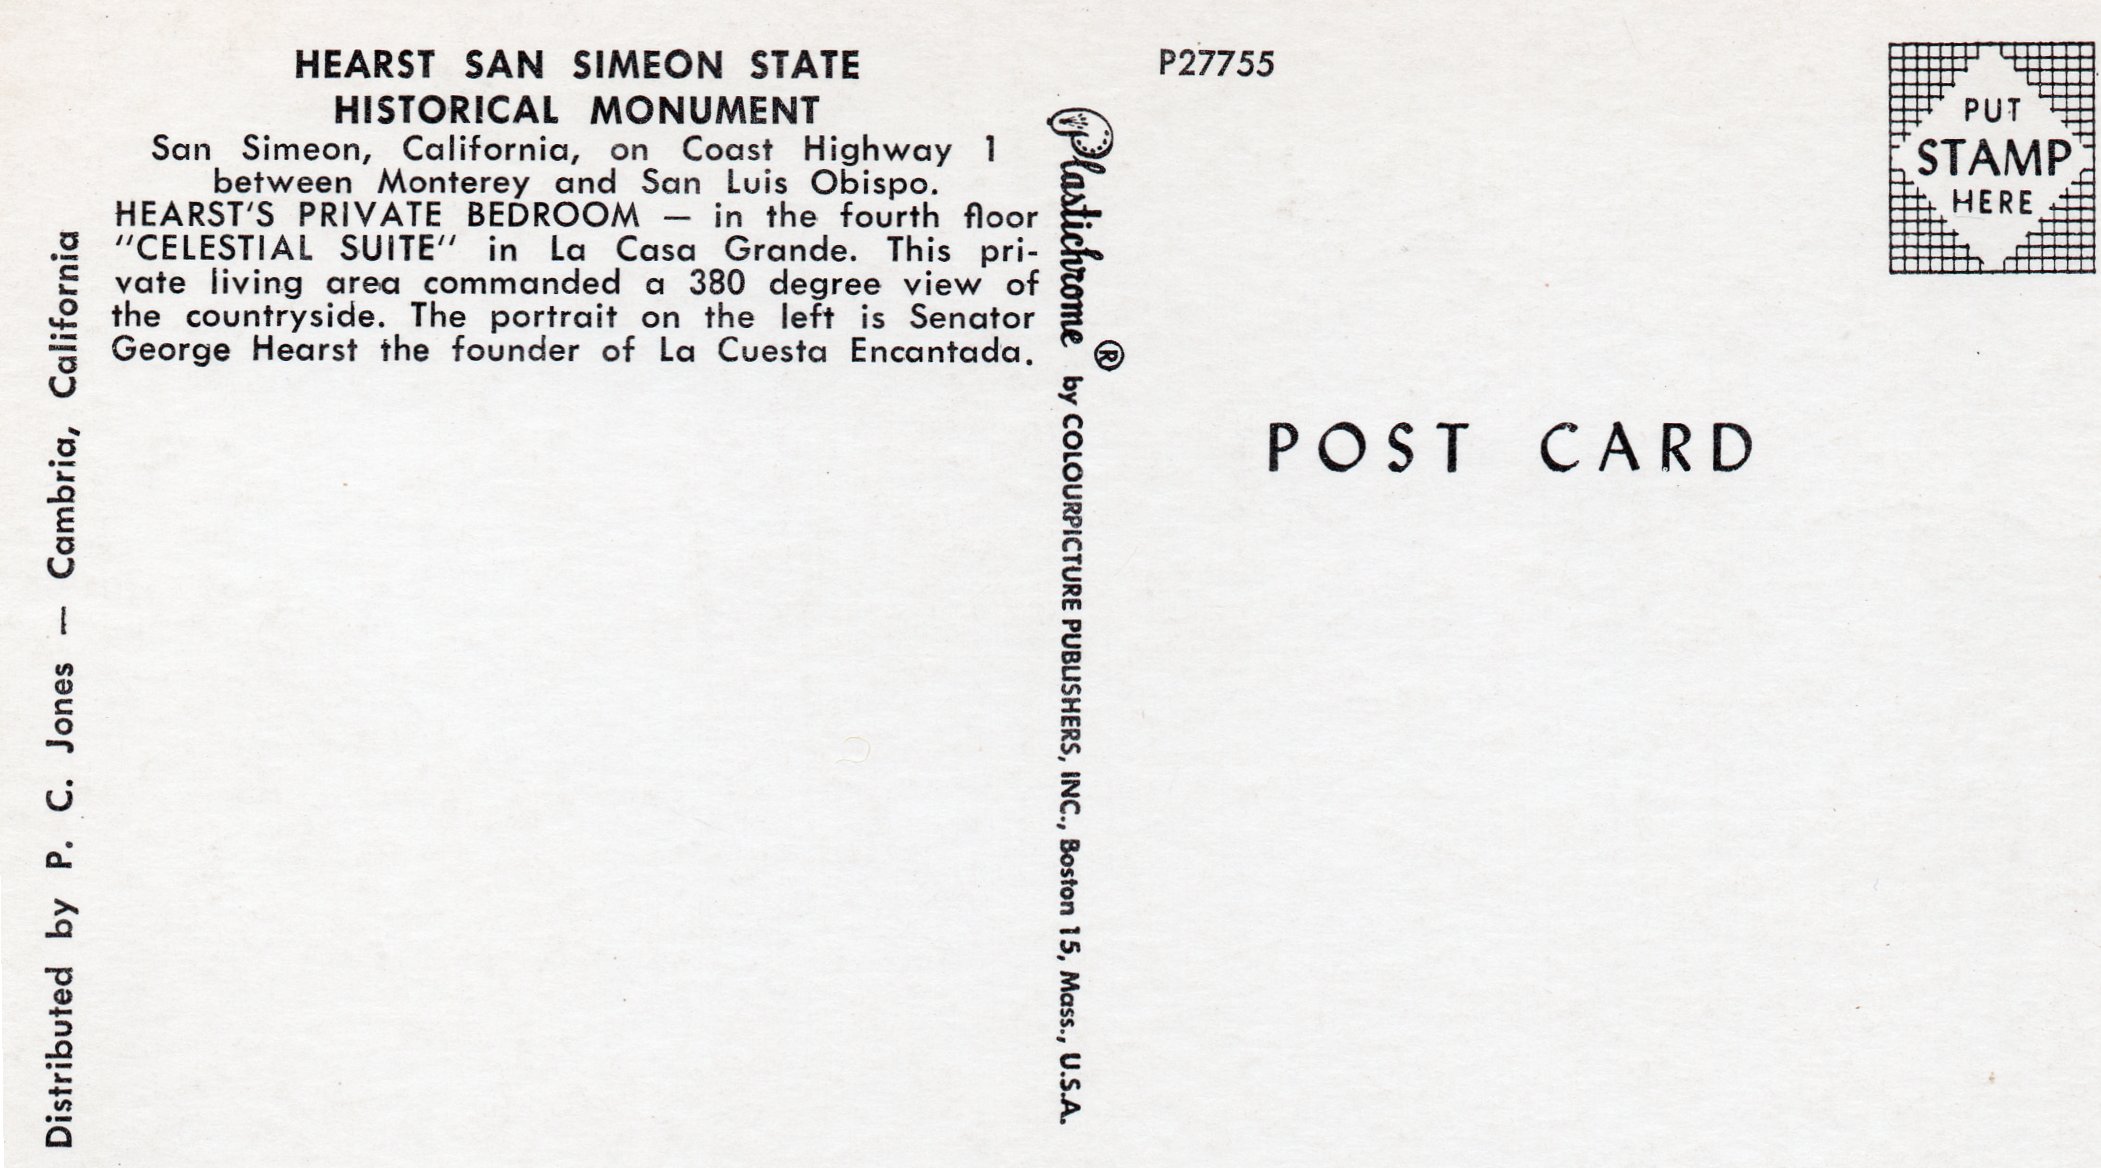 HEARST SAN SIMEON STATE
HISTORICAL MONUMENT
San Simeon, California, on Coast Highway 1
between Monterey and San Luis Obispo.
HEARST'S PRIVATE BEDROOM — in the fourth floor
"CELESTIAL SUITE" in La Casa Grande. This pri-
vate living area commanded a 380 degree view of
the countryside. The portrait on the left is Senator
George Hearst the founder of La Cuesta Encantada.
Distributed by P. C. Jones — Cambria, California
Plastichrome ® by COLOURPICTURE PUBLISHERS, INC., Boston 15, Mass., U.S.A.
P27755
PUT
STAMP
HERE
POST CARD